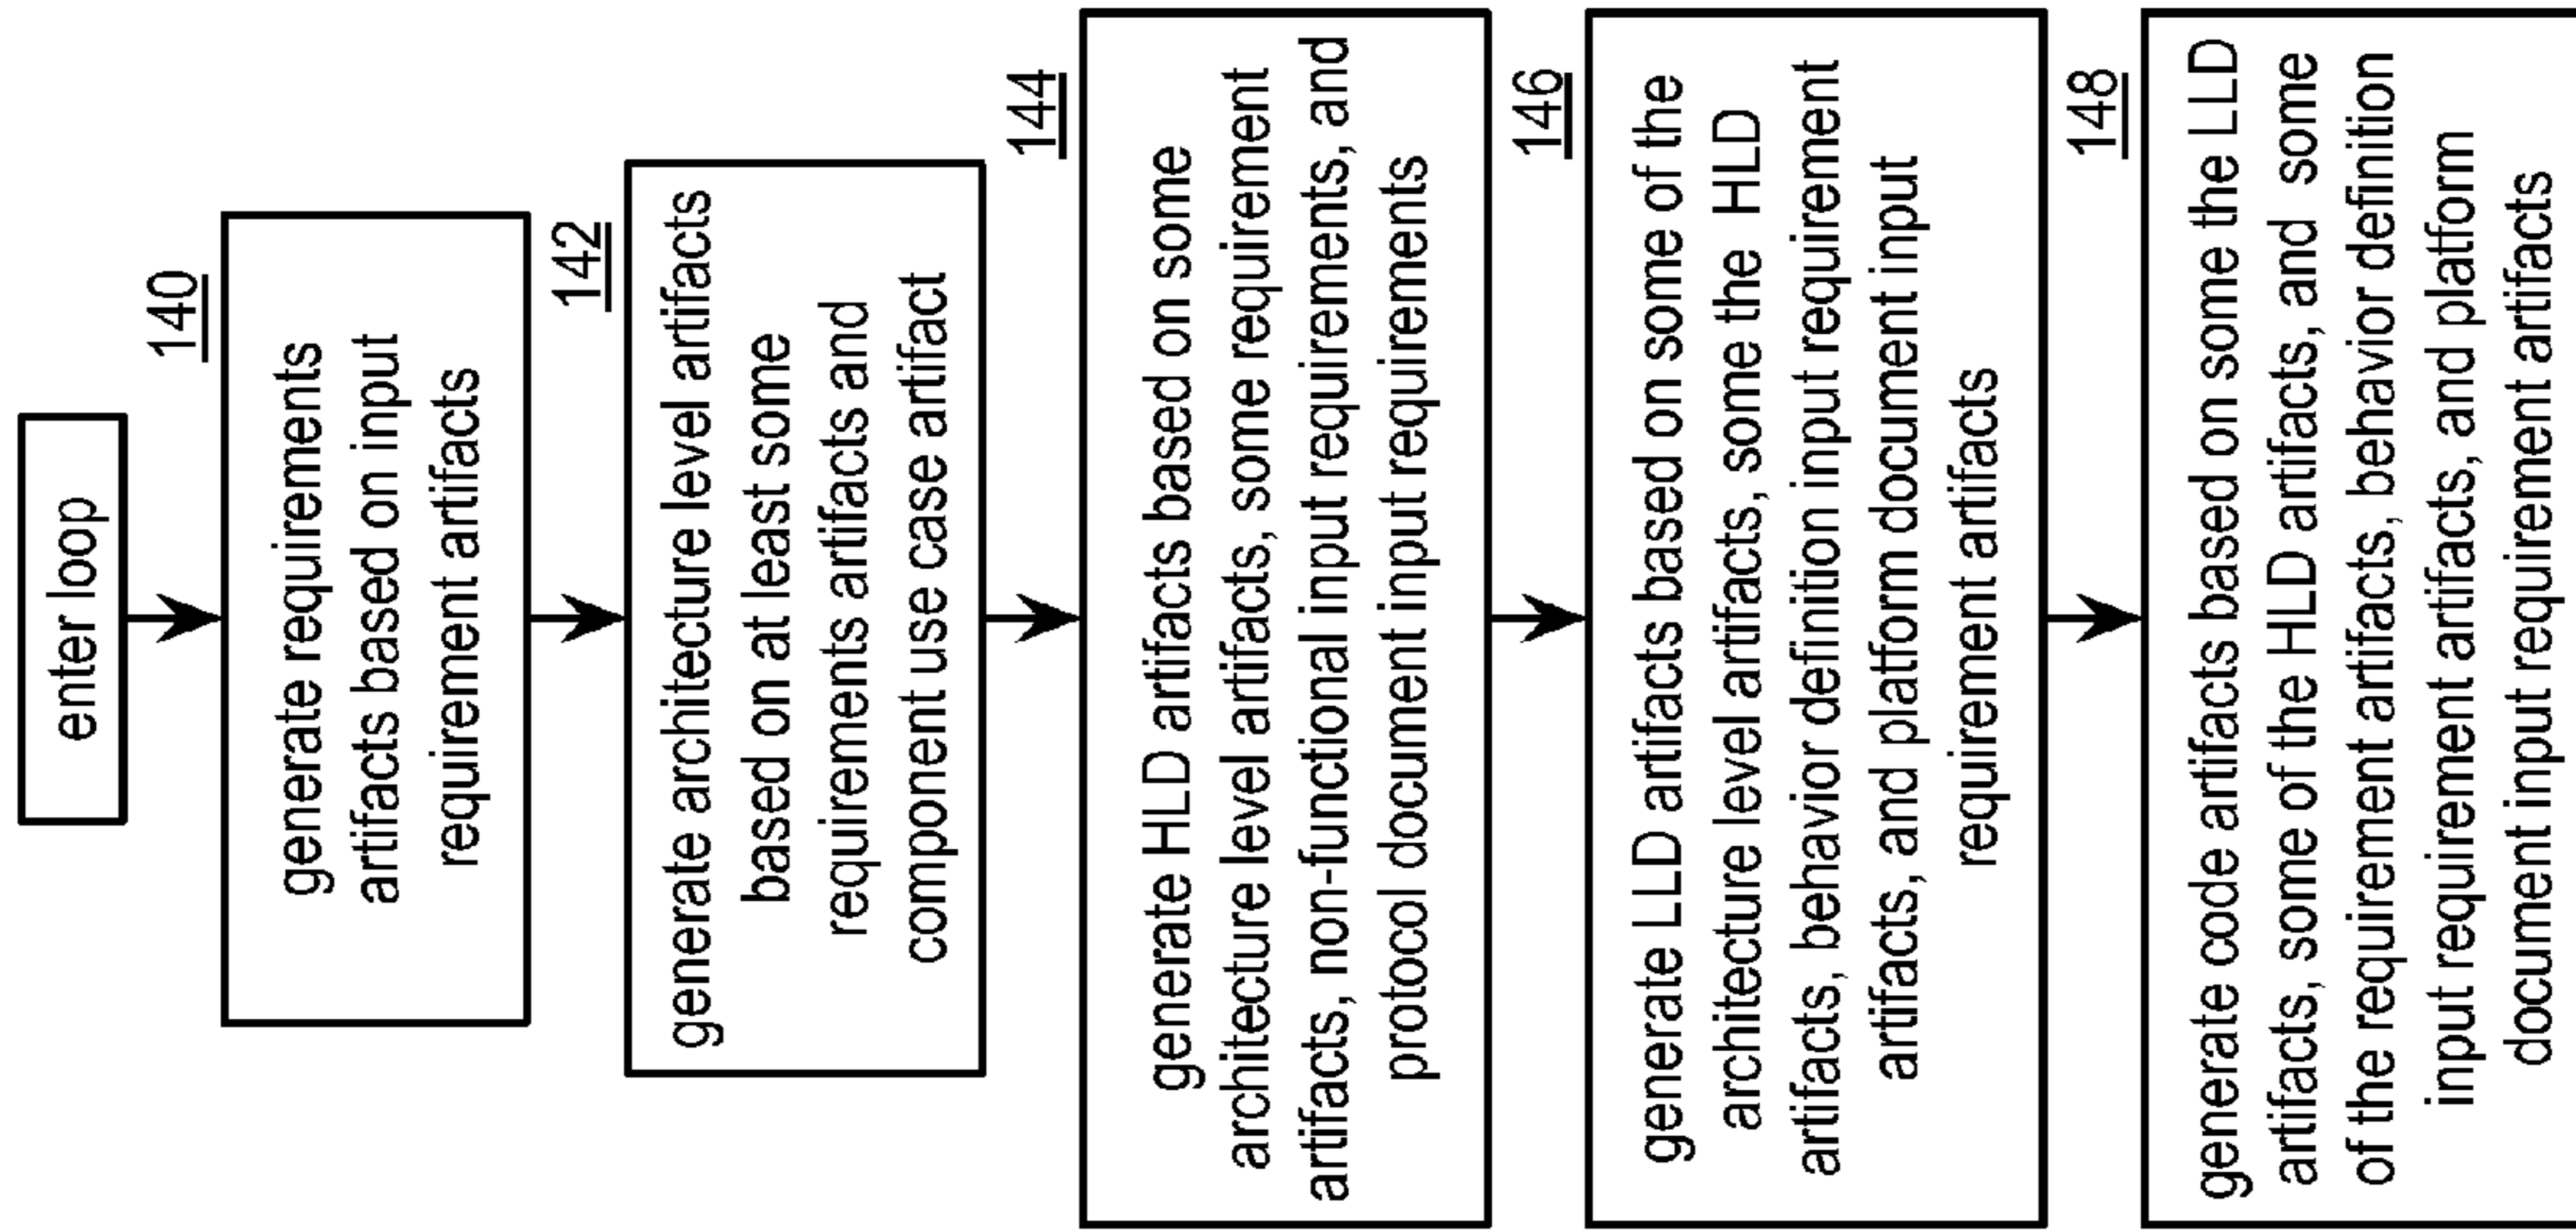 enter loop
140
generate requirements
artifacts based on input
requirement artifacts
142
generate architecture level artifacts
based on at least some
requirements artifacts and
component use case artifact
144
generate HLD artifacts based on some
architecture level artifacts, some requirement
artifacts, non-functional input requirements, and
protocol document input requirements
146
generate LLD artifacts based on some of the
architecture level artifacts, some the HLD
artifacts, behavior definition input requirement
artifacts, and platform document input
requirement artifacts
148
generate code artifacts based on some the LLD
artifacts, some of the HLD artifacts, and some
of the requirement artifacts, behavior definition
input requirement artifacts, and platform
document input requirement artifacts